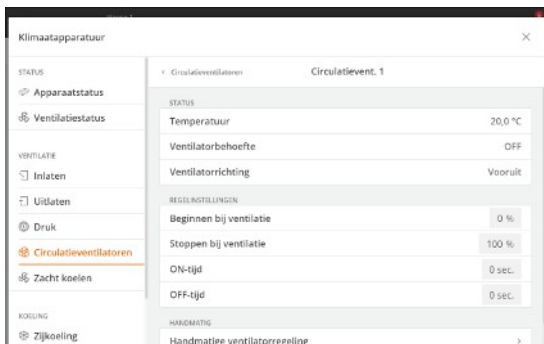 Klimaatapparatuur
STATUS
Apparaatstatus
Ventilatiestatus
VENTILATIE
Inlaten
Uitlaten
Druk
Circulatieventilatoren
Zacht koelen
KOELING
Zijkoeling
‹ Circulatieventilatoren
Circulatievent. 1
STATUS
Temperatuur 20,0 °C
Ventilatorbehoefte OFF
Ventilatorrichting Vooruit
REGELINSTELLINGEN
Beginnen bij ventilatie 0 %
Stoppen bij ventilatie 100 %
ON-tijd 0 sec.
OFF-tijd 0 sec.
HANDMATIG
Handmatige ventilatorregeling